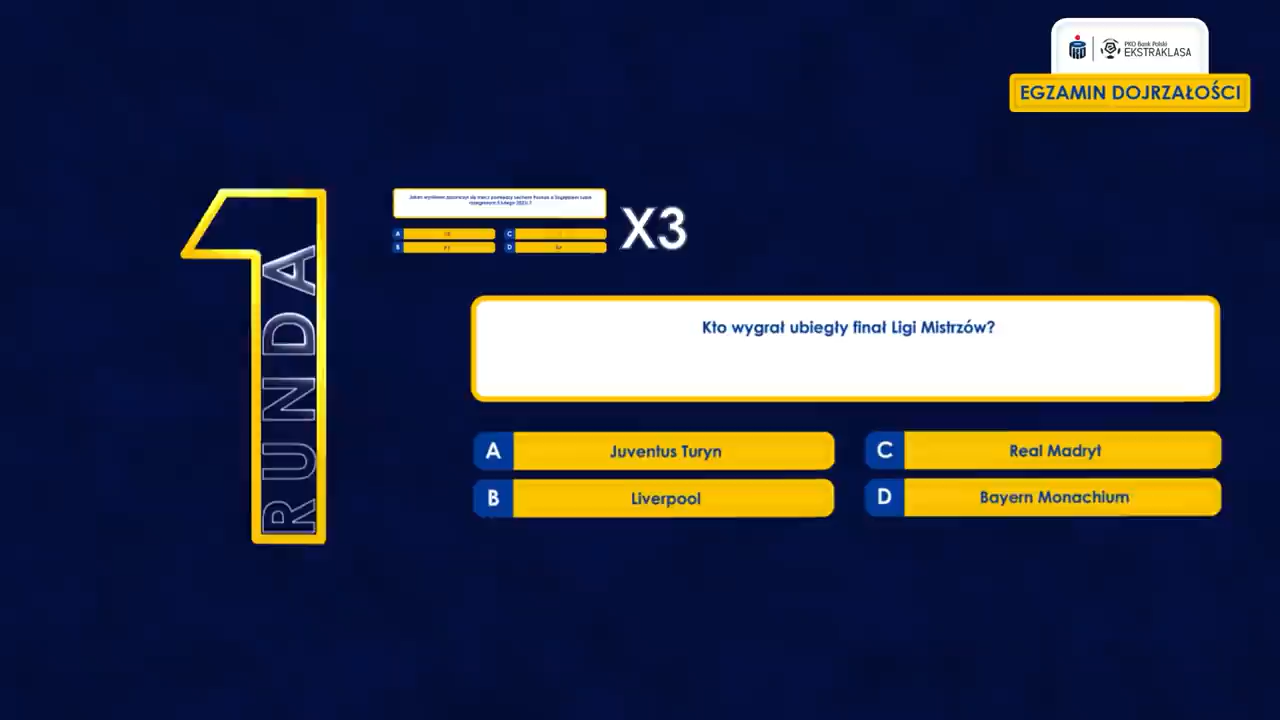 PKO Bank Polski
EKSTRAKLASA
EGZAMIN DOJRZAŁOŚCI
RUNDA
1
X3
A
B
C
D
Kto wygrał ubiegły finał Ligi Mistrzów?
A Juventus Turyn
C Real Madryt
B Liverpool
D Bayern Monachium